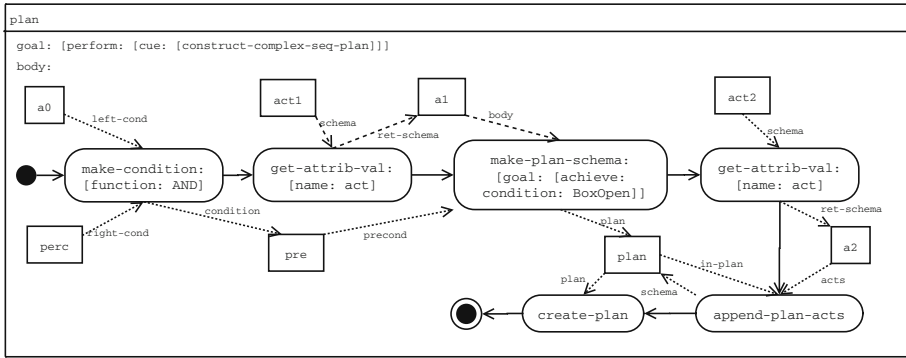 plan
goal: [perform: [cue: [construct-complex-seq-plan]]]
body:
a0
act1
a1
act2
left-cond
schema
ret-schema
body
schema
make-condition:
[function: AND]
get-attrib-val:
[name: act]
make-plan-schema:
[goal: [achieve:
condition: BoxOpen]]
get-attrib-val:
[name: act]
right-cond
condition
precond
plan
ret-schema
perc
pre
plan
in-plan
a2
plan
schema
acts
create-plan
append-plan-acts